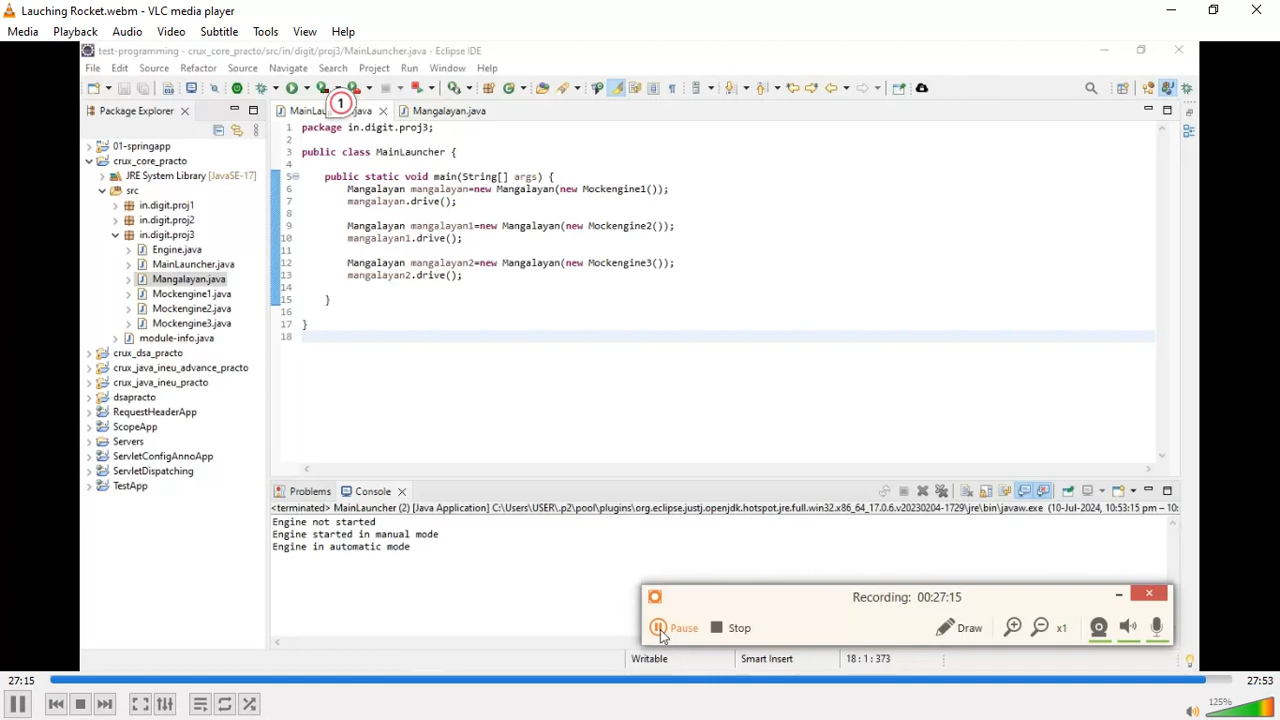 Lauching Rocket.webm - VLC media player
Media Playback Audio Video Subtitle Tools View Help
test-programming - crux_core_practo/src/in/digit/proj3/MainLauncher.java - Eclipse IDE
File Edit Source Refactor Source Navigate Search Project Run Window Help
Package Explorer
1
Mangalayan.java
01-springapp
crux_core_practo
JRE System Library [JavaSE-17]
src
in.digit.proj1
in.digit.proj2
in.digit.proj3
Engine.java
MainLauncher.java
Mangalayan.java
Mockengine1.java
Mockengine2.java
Mockengine3.java
module-info.java
crux_dsa_practo
crux_java_ineu_advance_practo
crux_java_ineu_practo
dsapracto
RequestHeaderApp
ScopeApp
Servers
ServletConfigAnnoApp
ServletDispatching
TestApp
1 package in.digit.proj3;
2
3 public class MainLauncher {
4
5 public static void main(String[] args) {
6 Mangalayan mangalayan=new Mangalayan(new Mockengine1());
7 mangalayan.drive();
8
9 Mangalayan mangalayan1=new Mangalayan(new Mockengine2());
10 mangalayan1.drive();
11
12 Mangalayan mangalayan2=new Mangalayan(new Mockengine3());
13 mangalayan2.drive();
14
15 }
16
17 }
18
Problems Console
<terminated> MainLauncher (2) [Java Application] C:\Users\USER\.p2\pool\plugins\org.eclipse.justj.openjdk.hotspot.jre.full.win32.x86_64_17.0.6.v20230204-1729\jre\bin\javaw.exe (10-Jul-2024, 10:53:15 pm – 10:
Engine not started
Engine started in manual mode
Engine in automatic mode
Recording: 00:27:15
Pause Stop Draw x1
Writable Smart Insert 18 : 1 : 373
27:15 27:53
125%